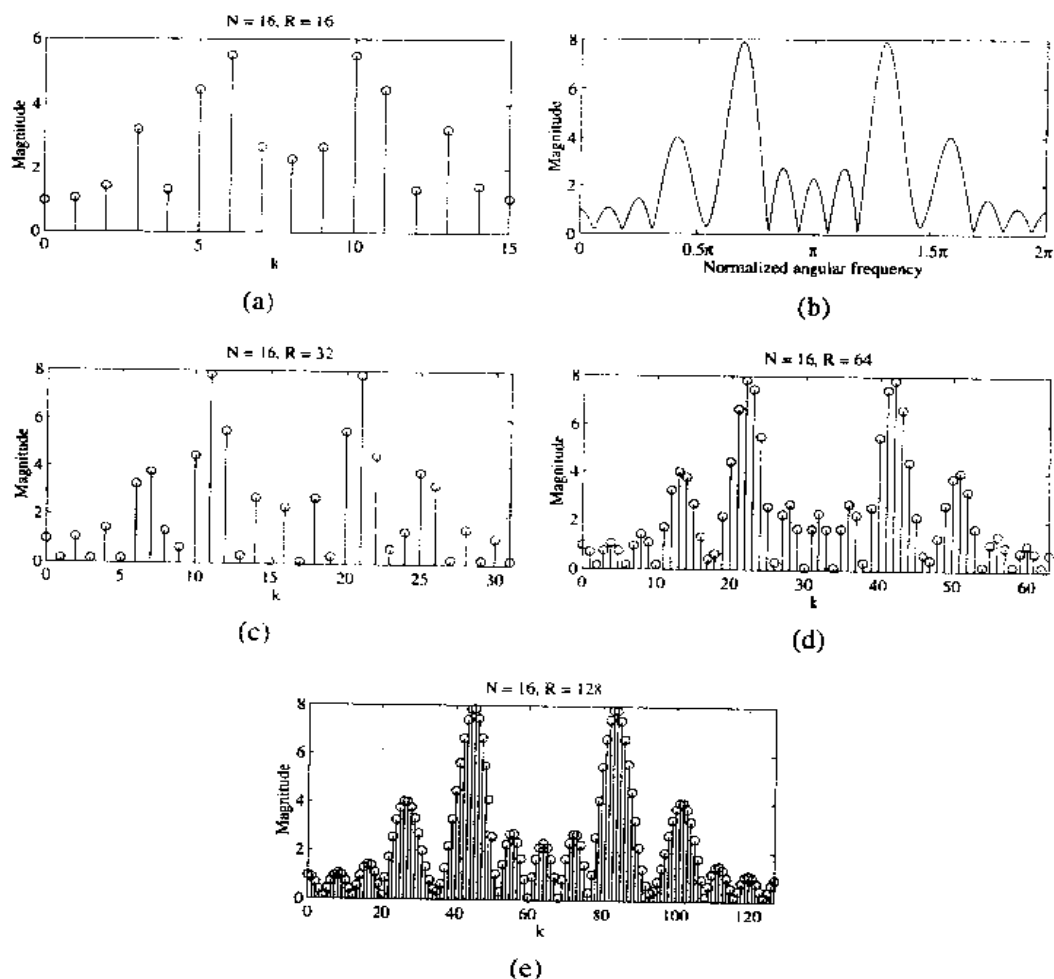 N = 16, R = 16
Magnitude
6
4
2
0
0 5 10 15
k
(a)
Magnitude
8
6
4
2
0
0 0.5π π 1.5π 2π
Normalized angular frequency
(b)
N = 16, R = 32
Magnitude
8
6
4
2
0
0 5 10 15 20 25 30
k
(c)
N = 16, R = 64
Magnitude
8
6
4
2
0
0 10 20 30 40 50 60
k
(d)
N = 16, R = 128
Magnitude
8
6
4
2
0
0 20 40 60 80 100 120
k
(e)